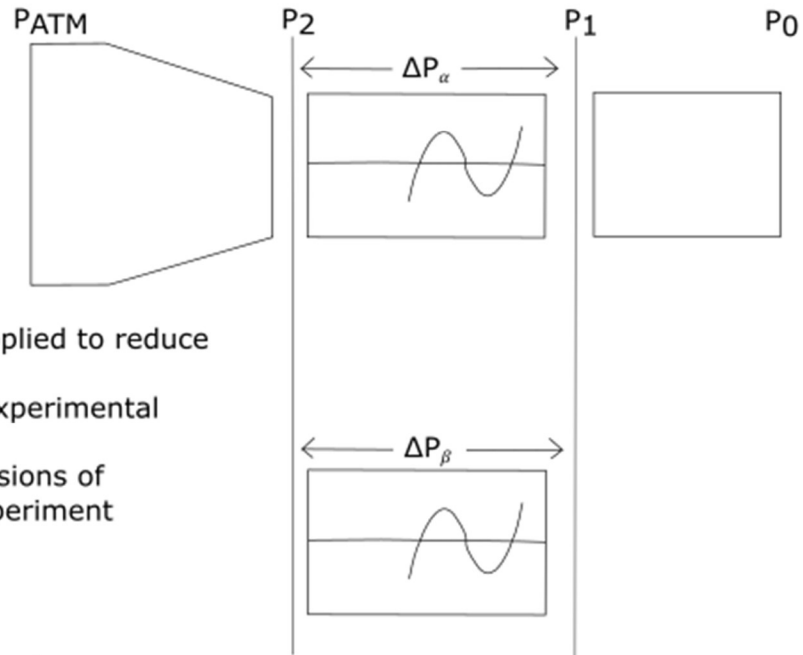 PATM P2 P1 P0
ΔPα
plied to reduce
xperimental
sions of
periment
ΔPβ